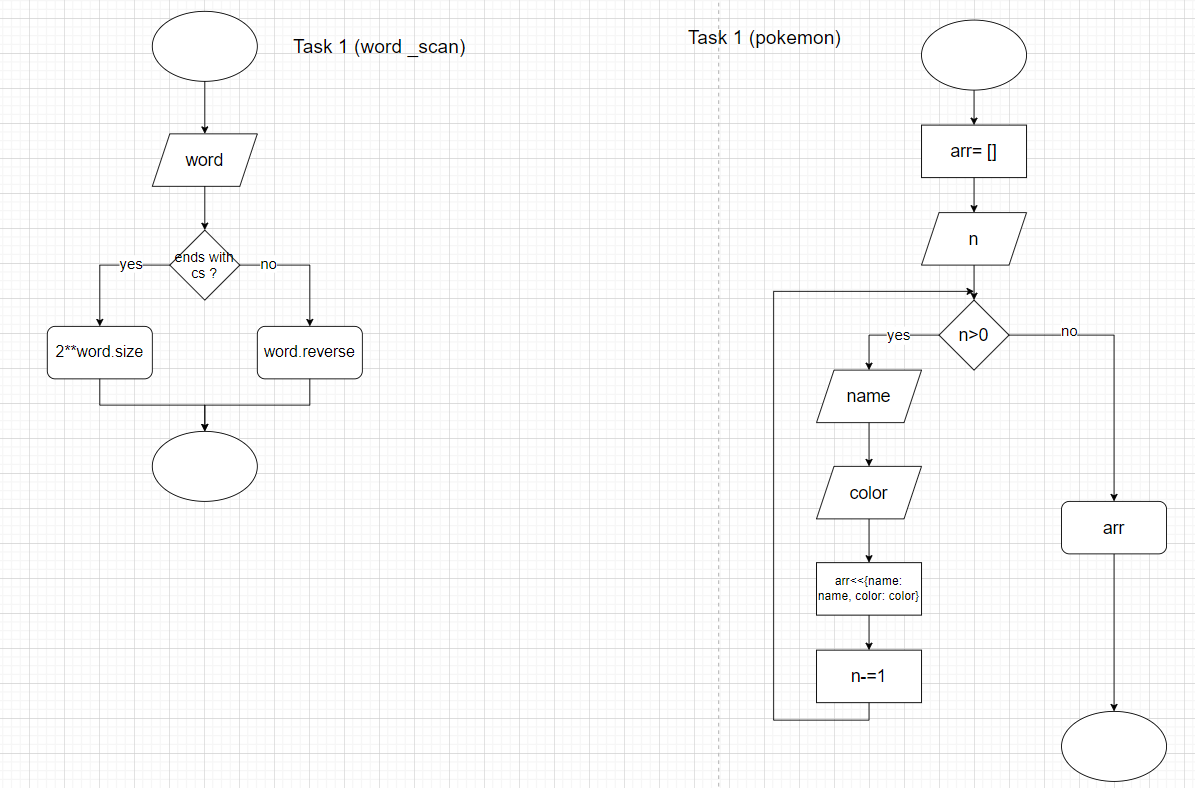 Task 1 (word _scan)
word
ends with
cs ?
yes
no
2**word.size
word.reverse
Task 1 (pokemon)
arr= []
n
n>0
yes
no
name
color
arr<<{name:
name, color: color}
n-=1
arr